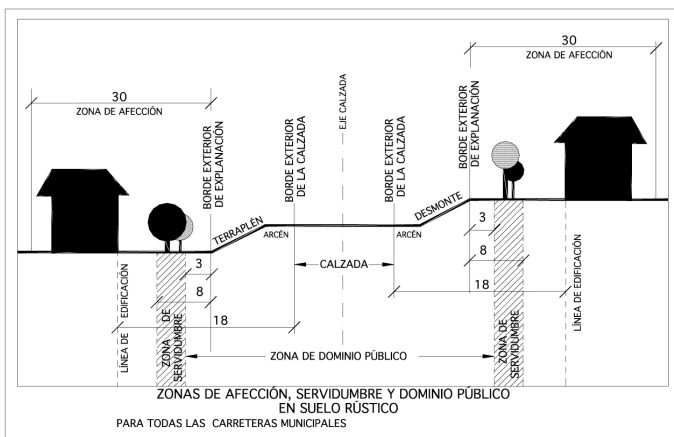 30
ZONA DE AFECCIÓN
30
ZONA DE AFECCIÓN
BORDE EXTERIOR
DE EXPLANACIÓN
BORDE EXTERIOR
DE LA CALZADA
EJE CALZADA
BORDE EXTERIOR
DE LA CALZADA
BORDE EXTERIOR
DE EXPLANACIÓN
TERRAPLÉN
ARCÉN
ARCÉN
DESMONTE
3
8
18
CALZADA
3
8
18
LÍNEA DE EDIFICACIÓN
ZONA DE
SERVIDUMBRE
ZONA DE DOMINIO PÚBLICO
ZONA DE
SERVIDUMBRE
LÍNEA DE EDIFICACIÓN
ZONAS DE AFECCIÓN, SERVIDUMBRE Y DOMINIO PÚBLICO
EN SUELO RÚSTICO
PARA TODAS LAS CARRETERAS MUNICIPALES